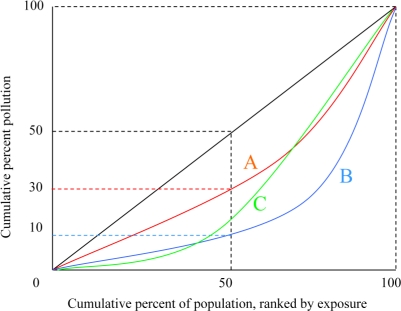 100
50
30
10
0
50
100
A
B
C
Cumulative percent pollution
Cumulative percent of population, ranked by exposure